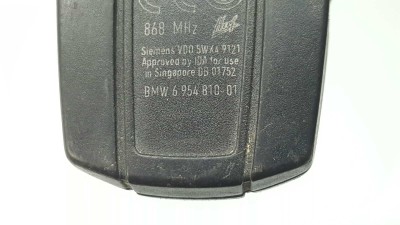 868 MHz
Siemens VDO 5WK4 9121
Approved by IDA for use
in Singapore DB 01752
BMW 6 954 810-01